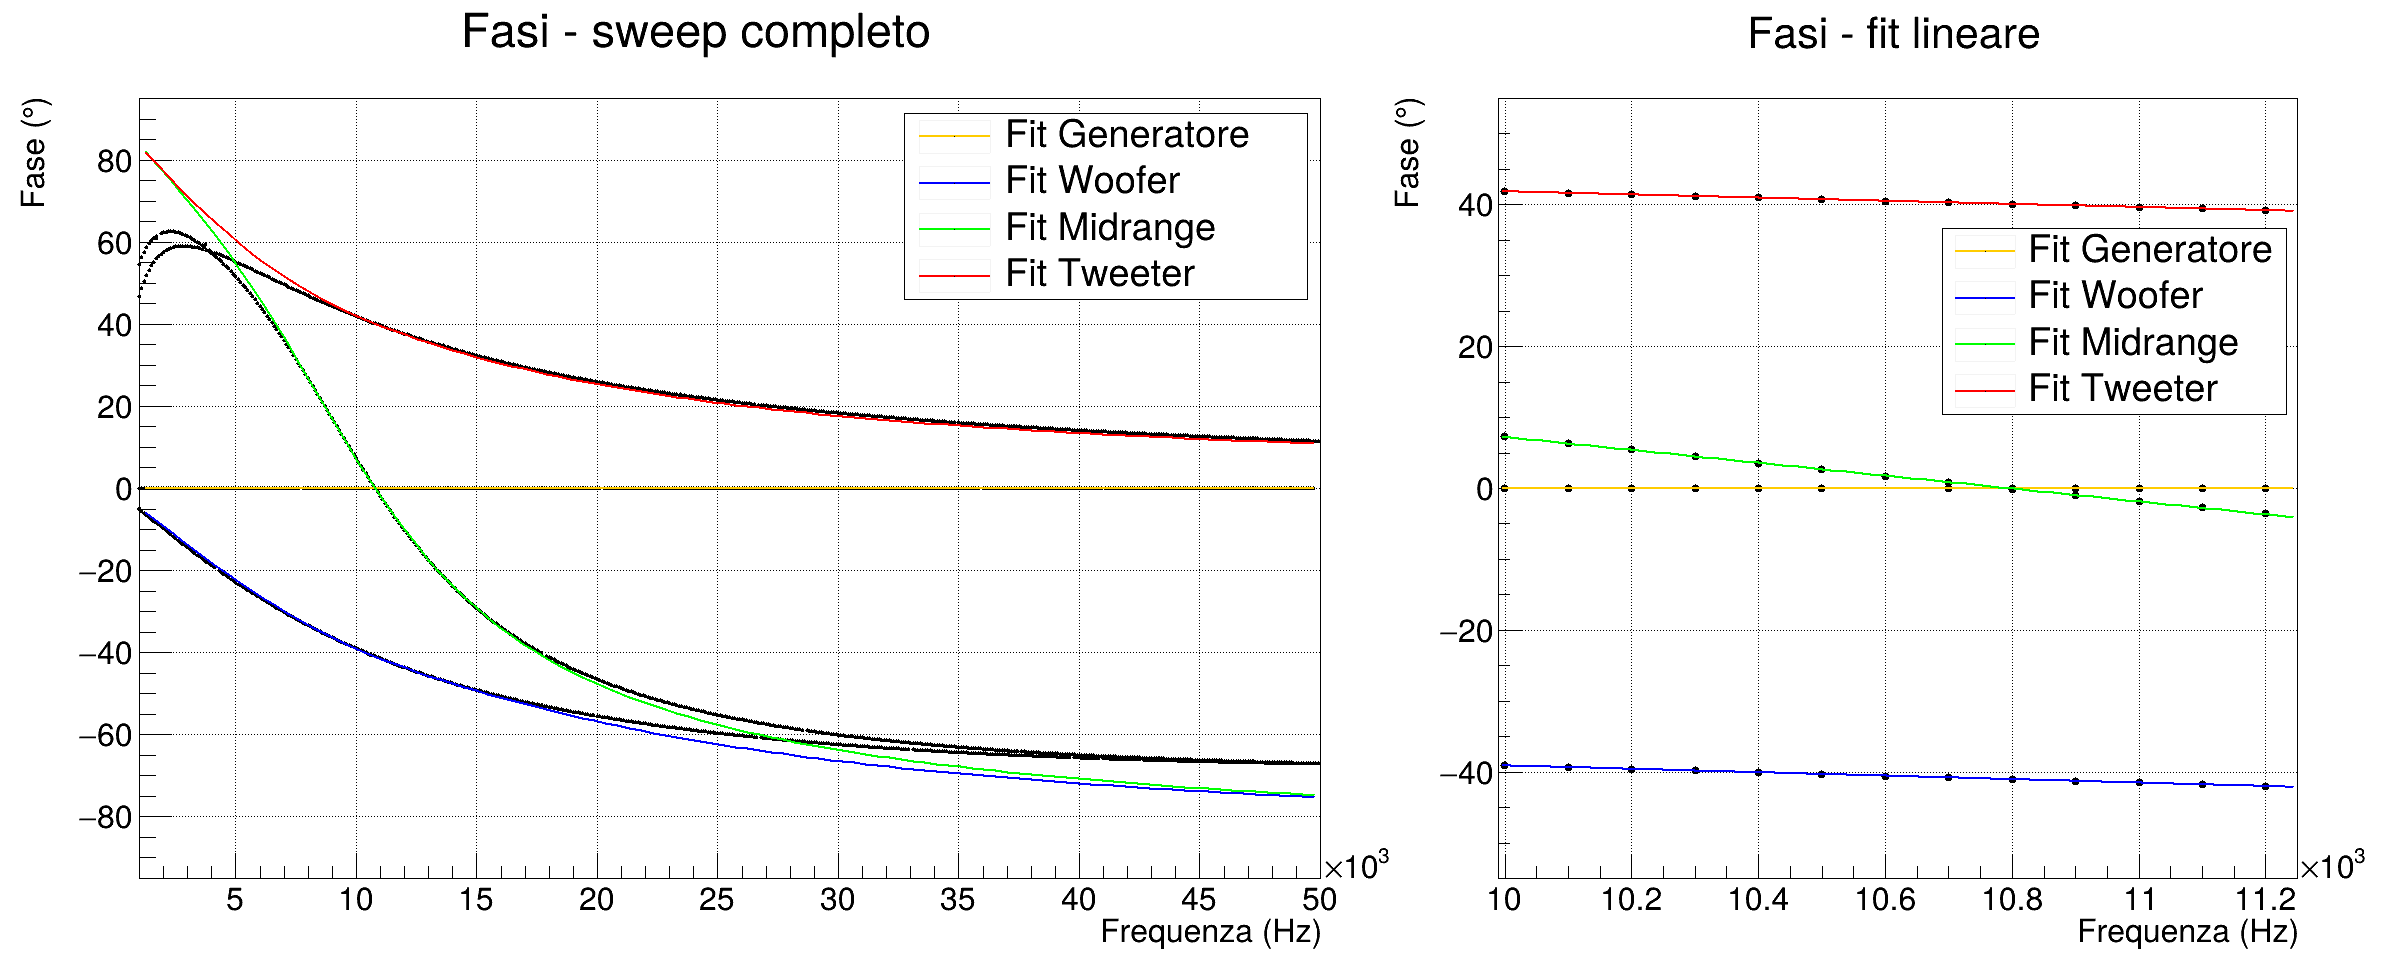 Fasi - sweep completo
Fase (°)
80
60
40
20
0
−20
−40
−60
−80
Fit Generatore
Fit Woofer
Fit Midrange
Fit Tweeter
5 10 15 20 25 30 35 40 45 50
×10³
Frequenza (Hz)
Fasi - fit lineare
Fase (°)
40
20
0
−20
−40
Fit Generatore
Fit Woofer
Fit Midrange
Fit Tweeter
10 10.2 10.4 10.6 10.8 11 11.2
×10³
Frequenza (Hz)